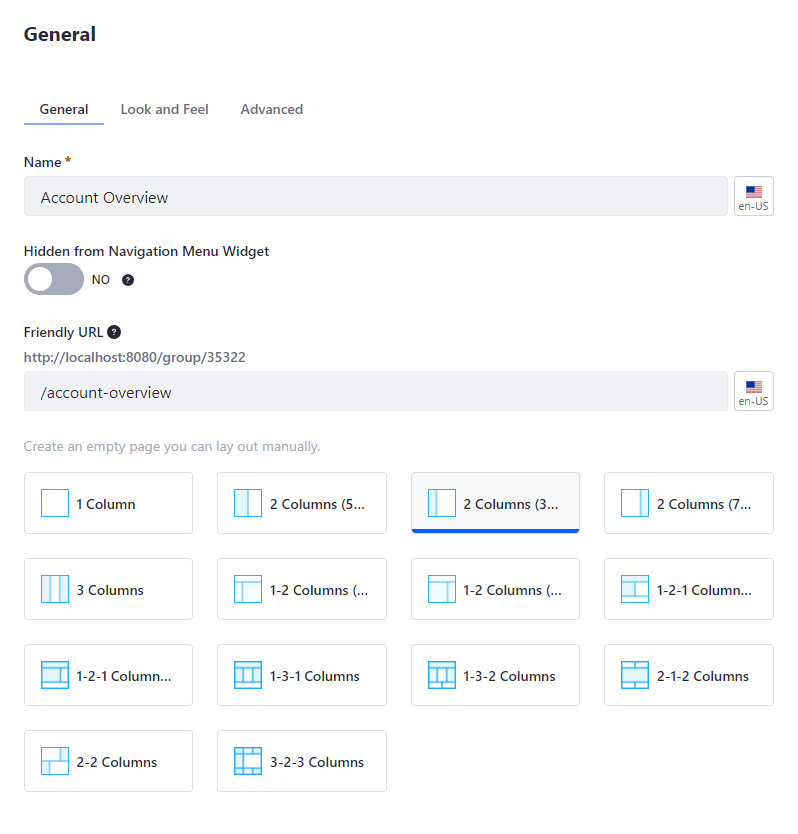 General
General Look and Feel Advanced
Name *
Account Overview
en-US
Hidden from Navigation Menu Widget
NO ?
Friendly URL ?
http://localhost:8080/group/35322
/account-overview
en-US
Create an empty page you can lay out manually.
1 Column 2 Columns (5... 2 Columns (3... 2 Columns (7...
3 Columns 1-2 Columns (... 1-2 Columns (... 1-2-1 Column...
1-2-1 Column... 1-3-1 Columns 1-3-2 Columns 2-1-2 Columns
2-2 Columns 3-2-3 Columns